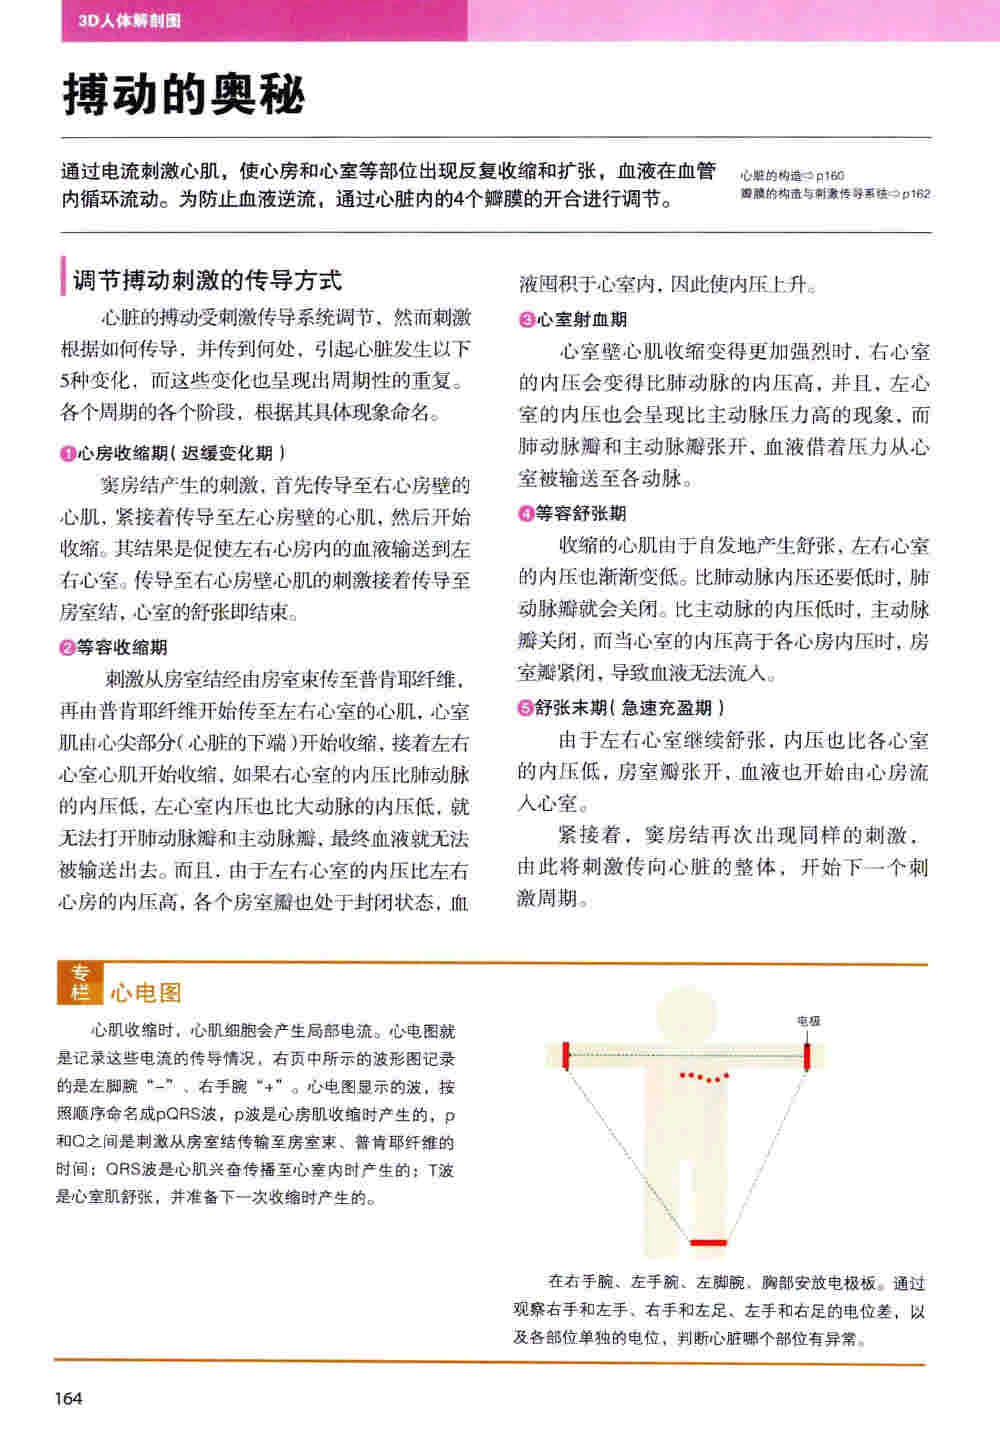 3D人体解剖图
搏动的奥秘
通过电流刺激心肌，使心房和心室等部位出现反复收缩和扩张，血液在血管
内循环流动。为防止血液逆流，通过心脏内的4个瓣膜的开合进行调节。
心脏的构造⇨p160
瓣膜的构造与刺激传导系统⇨p162
调节搏动刺激的传导方式
心脏的搏动受刺激传导系统调节，然而刺激
根据如何传导，并传到何处，引起心脏发生以下
5种变化，而这些变化也呈现出周期性的重复。
各个周期的各个阶段，根据其具体现象命名。
❶心房收缩期（迟缓变化期）
窦房结产生的刺激，首先传导至右心房壁的
心肌，紧接着传导至左心房壁的心肌，然后开始
收缩。其结果是促使左右心房内的血液输送到左
右心室。传导至右心房壁心肌的刺激接着传导至
房室结，心室的舒张即结束。
❷等容收缩期
刺激从房室结经由房室束传至普肯耶纤维，
再由普肯耶纤维开始传至左右心室的心肌，心室
肌由心尖部分（心脏的下端）开始收缩，接着左右
心室心肌开始收缩，如果右心室的内压比肺动脉
的内压低，左心室内压也比大动脉的内压低，就
无法打开肺动脉瓣和主动脉瓣，最终血液就无法
被输送出去。而且，由于左右心室的内压比左右
心房的内压高，各个房室瓣也处于封闭状态，血
液囤积于心室内，因此使内压上升。
❸心室射血期
心室壁心肌收缩变得更加强烈时，右心室
的内压会变得比肺动脉的内压高，并且，左心
室的内压也会呈现比主动脉压力高的现象，而
肺动脉瓣和主动脉瓣张开，血液借着压力从心
室被输送至各动脉。
❹等容舒张期
收缩的心肌由于自发地产生舒张，左右心室
的内压也渐渐变低。比肺动脉内压还要低时，肺
动脉瓣就会关闭。比主动脉的内压低时，主动脉
瓣关闭，而当心室的内压高于各心房内压时，房
室瓣紧闭，导致血液无法流入。
❺舒张末期（急速充盈期）
由于左右心室继续舒张，内压也比各心室
的内压低，房室瓣张开，血液也开始由心房流
入心室。
紧接着，窦房结再次出现同样的刺激，
由此将刺激传向心脏的整体，开始下一个刺
激周期。
专栏
心电图
心肌收缩时，心肌细胞会产生局部电流。心电图就
是记录这些电流的传导情况，右页中所示的波形图记录
的是左脚腕“-”、右手腕“+”。心电图显示的波，按
照顺序命名成pQRS波，p波是心房肌收缩时产生的，p
和Q之间是刺激从房室结传输至房室束、普肯耶纤维的
时间；QRS波是心肌兴奋传播至心室内时产生的；T波
是心室肌舒张，并准备下一次收缩时产生的。
电极
在右手腕、左手腕、左脚腕、胸部安放电极板。通过
观察右手和左手、右手和左足、左手和右足的电位差，以
及各部位单独的电位，判断心脏哪个部位有异常。
164